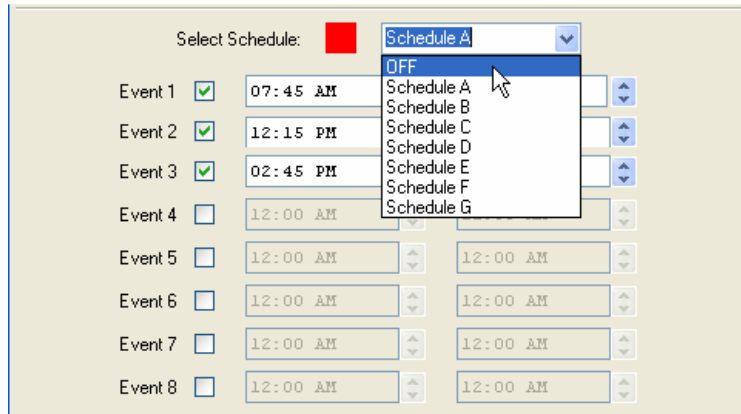 Select Schedule: Schedule A
OFF
Event 1 07:45 AM Schedule A
Schedule B
Event 2 12:15 PM Schedule C
Schedule D
Event 3 02:45 PM Schedule E
Schedule F
Event 4 12:00 AM Schedule G
Event 5 12:00 AM 12:00 AM
Event 6 12:00 AM 12:00 AM
Event 7 12:00 AM 12:00 AM
Event 8 12:00 AM 12:00 AM